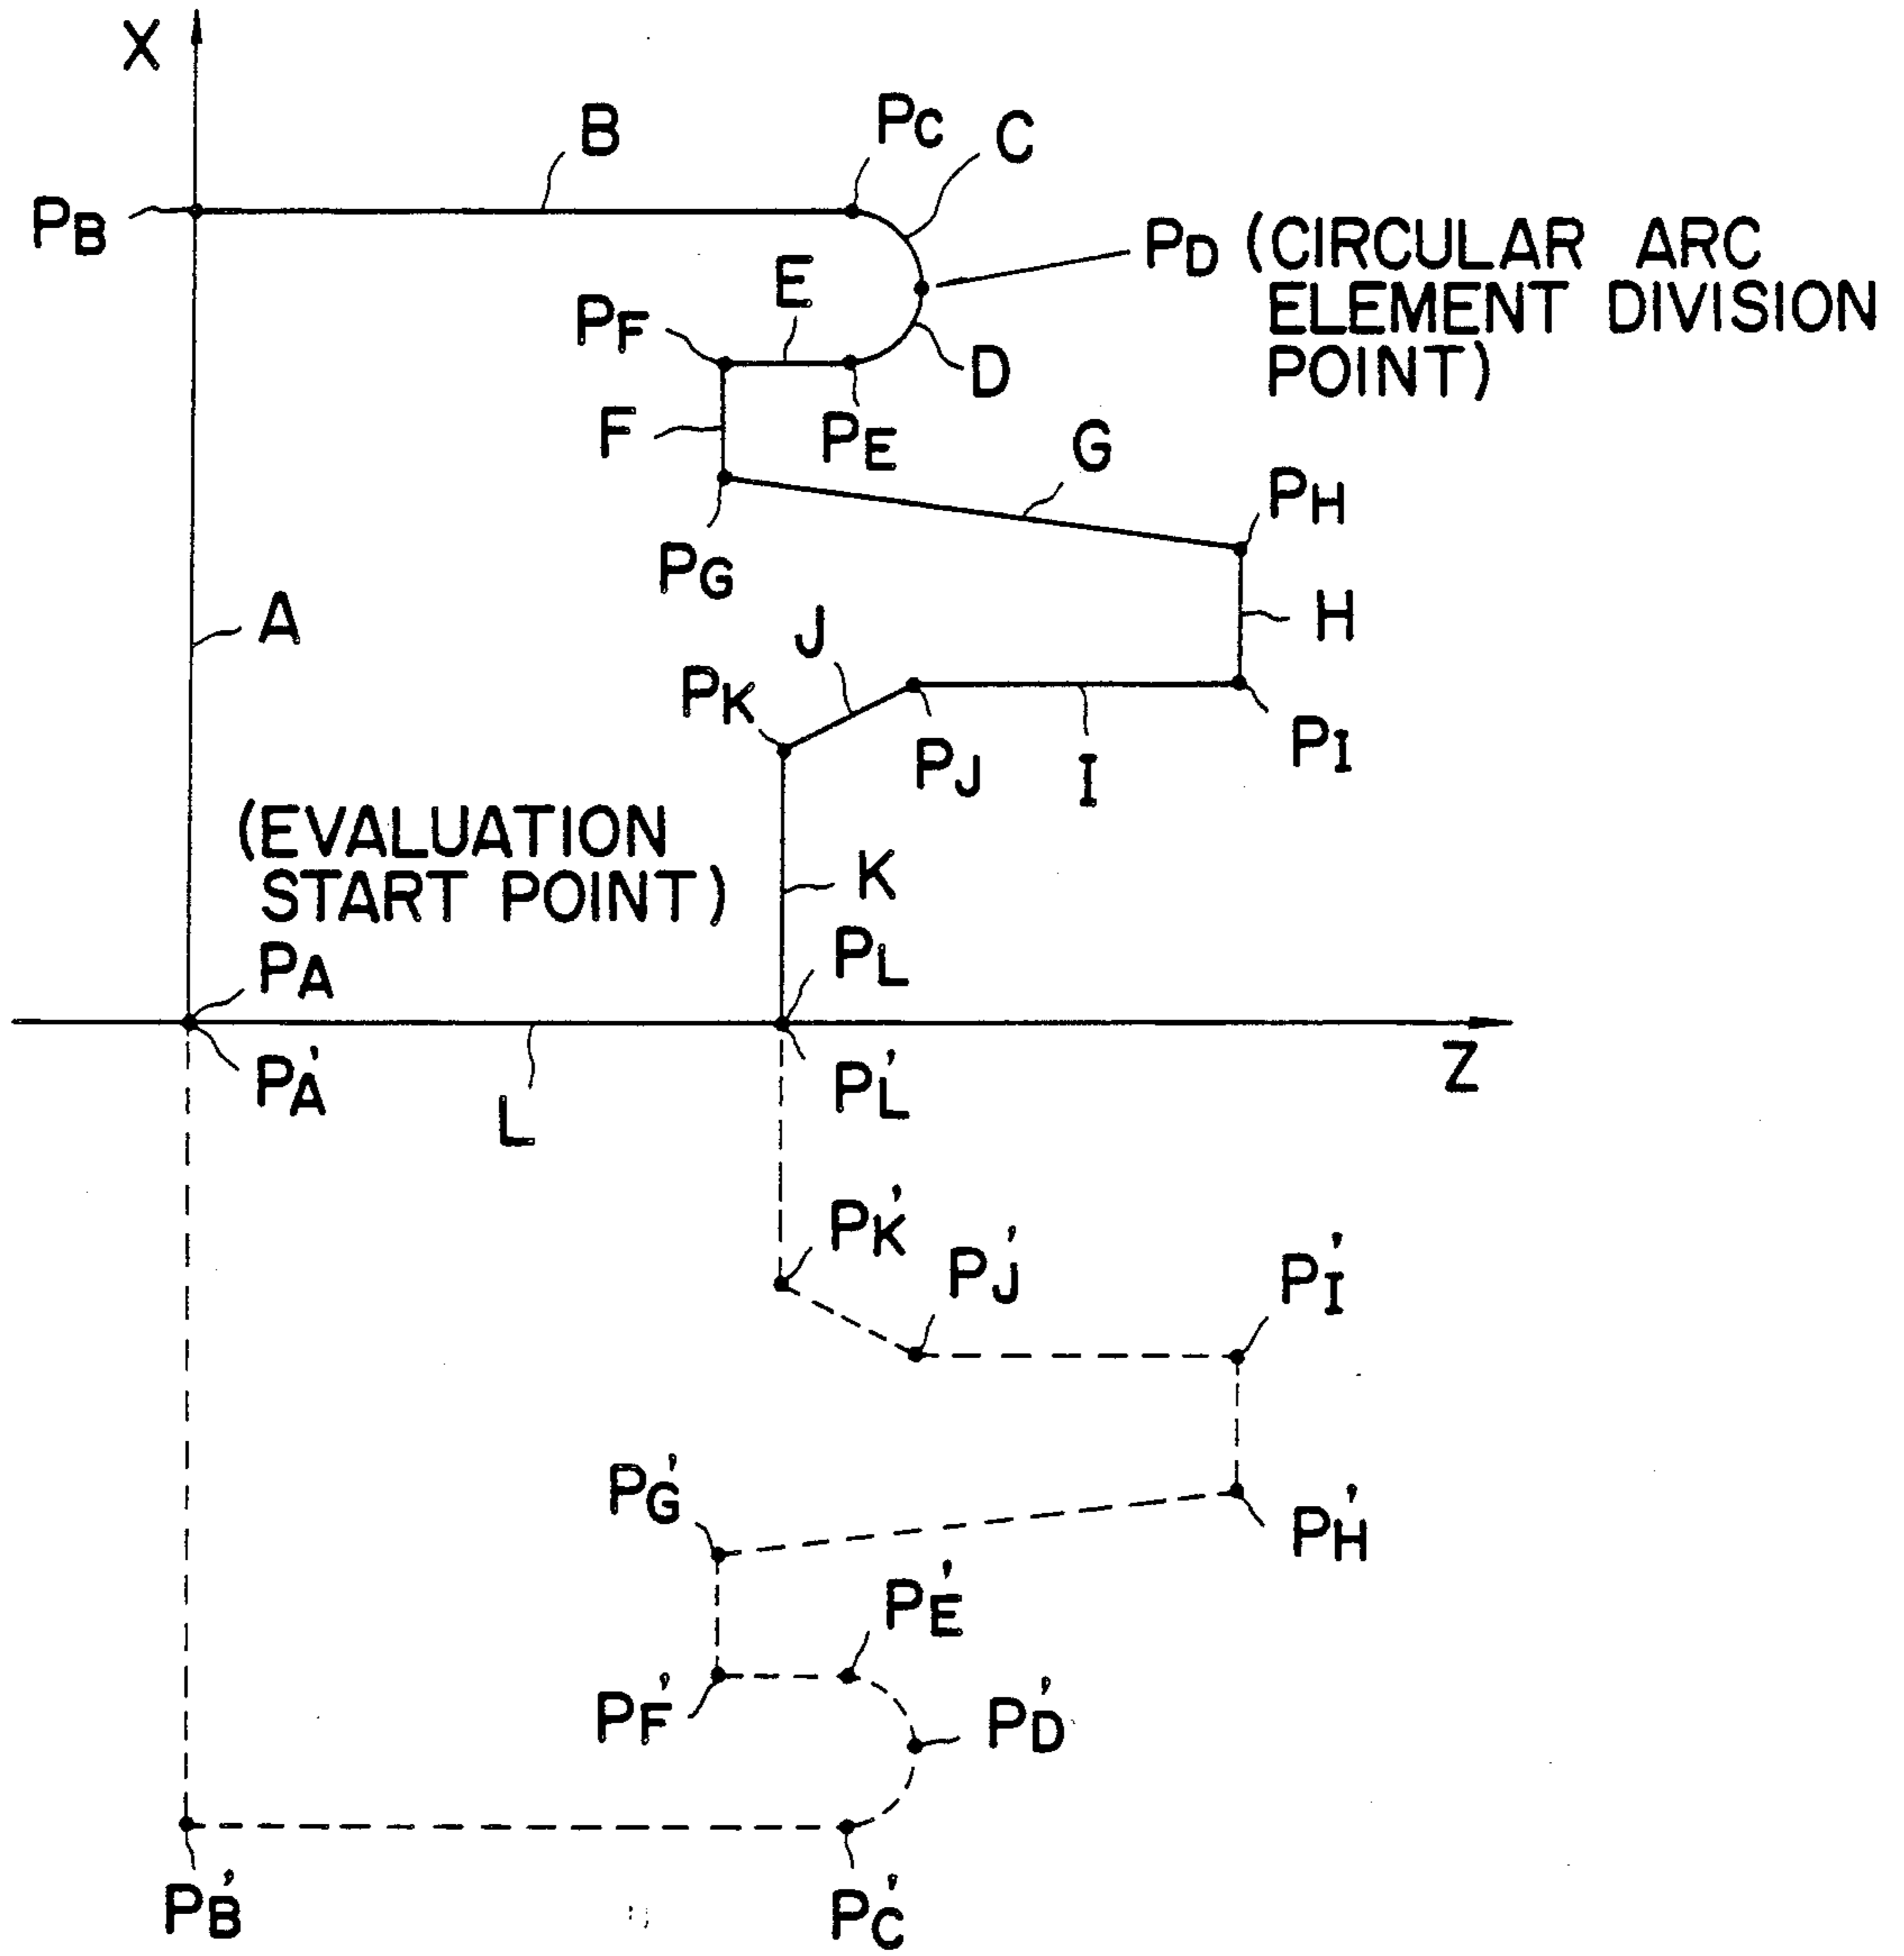 X
B
PC
C
PB
PD (CIRCULAR ARC
ELEMENT DIVISION
POINT)
E
PF
D
F
PE
G
PH
PG
A
J
H
PK
PJ
I
PI
(EVALUATION
START POINT)
K
PL
PA
PA'
PL'
Z
L
PK'
PJ'
PI'
PG'
PH'
PE'
PF'
PD'
PB'
PC'